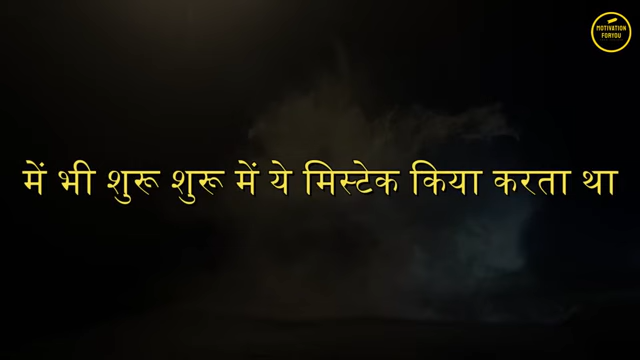 MOTIVATION
FORYOU
में भी शुरू शुरू में ये मिस्टेक किया करता था